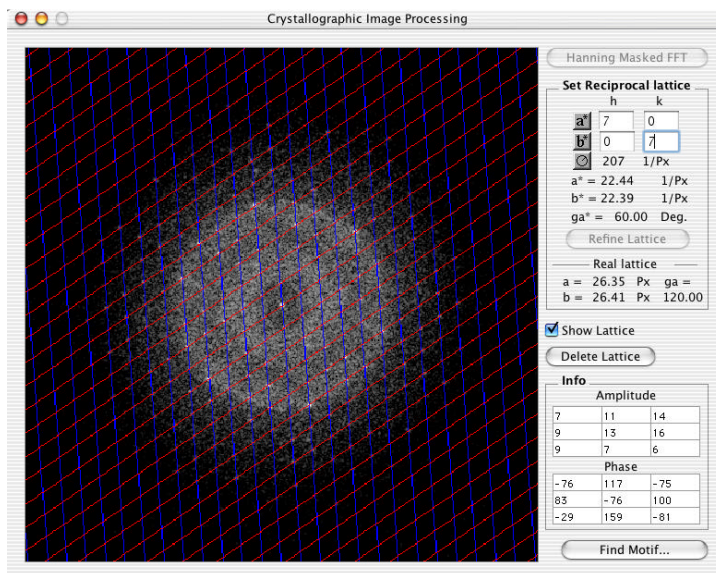 Crystallographic Image Processing
Hanning Masked FFT
Set Reciprocal lattice
h k
a* 7 0
b* 0 7
207 1/Px
a* = 22.44 1/Px
b* = 22.39 1/Px
ga* = 60.00 Deg.
Refine Lattice
Real lattice
a = 26.35 Px ga =
b = 26.41 Px 120.00
Show Lattice
Delete Lattice
Info
Amplitude
7 11 14
9 13 16
9 7 6
Phase
-76 117 -75
83 -76 100
-29 159 -81
Find Motif...